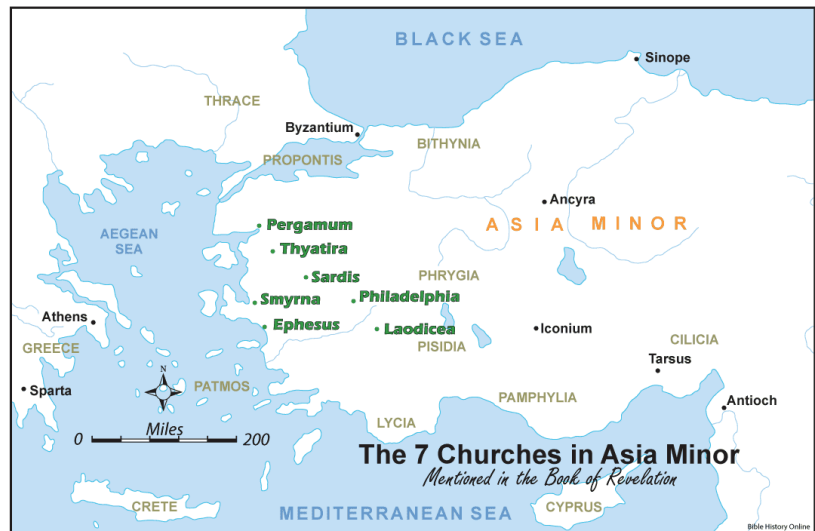 BLACK SEA
Sinope
THRACE
Byzantium
BITHYNIA
PROPONTIS
Ancyra
ASIA MINOR
Pergamum
AEGEAN
SEA
Thyatira
PHRYGIA
Sardis
Smyrna
Philadelphia
Athens
Ephesus
Laodicea
Iconium
GREECE
PISIDIA
CILICIA
Tarsus
N
Sparta
PATMOS
PAMPHYLIA
Antioch
LYCIA
Miles
0 200
The 7 Churches in Asia Minor
Mentioned in the Book of Revelation
CRETE
CYPRUS
MEDITERRANEAN SEA
Bible History Online